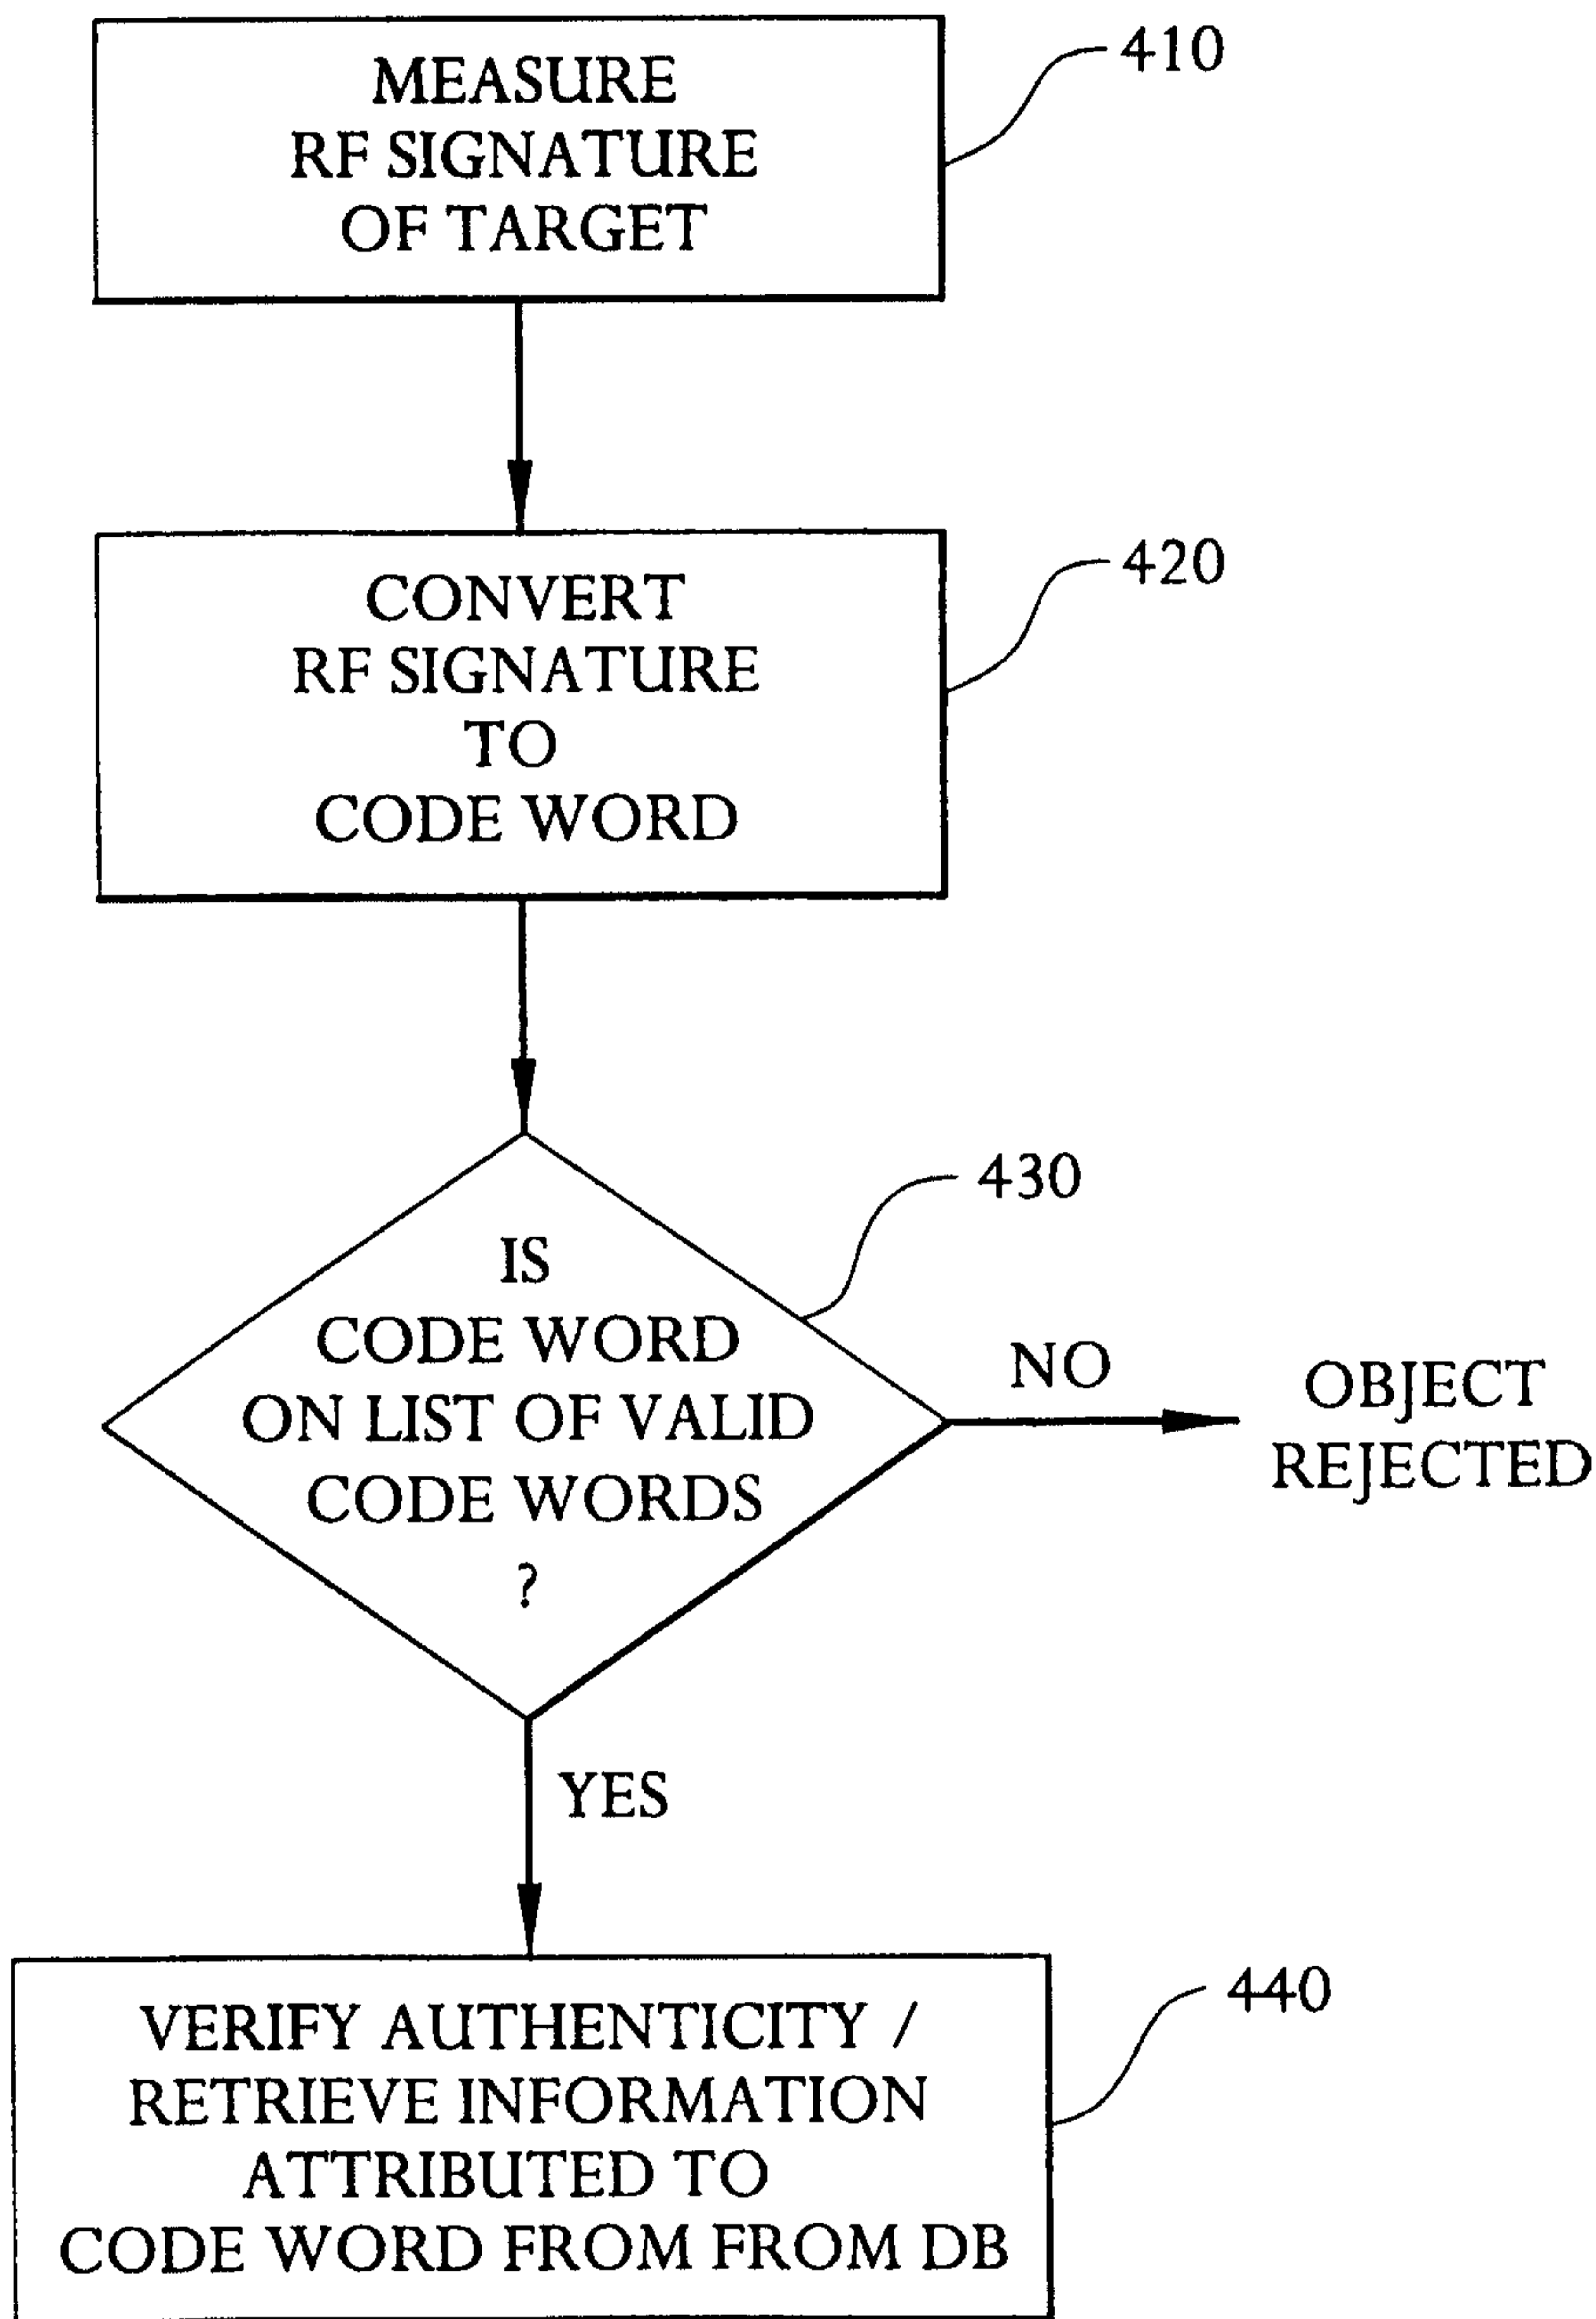 MEASURE
RF SIGNATURE
OF TARGET
410
CONVERT
RF SIGNATURE
TO
CODE WORD
420
IS
CODE WORD
ON LIST OF VALID
CODE WORDS
?
430
NO
OBJECT
REJECTED
YES
VERIFY AUTHENTICITY /
RETRIEVE INFORMATION
ATTRIBUTED TO
CODE WORD FROM FROM DB
440